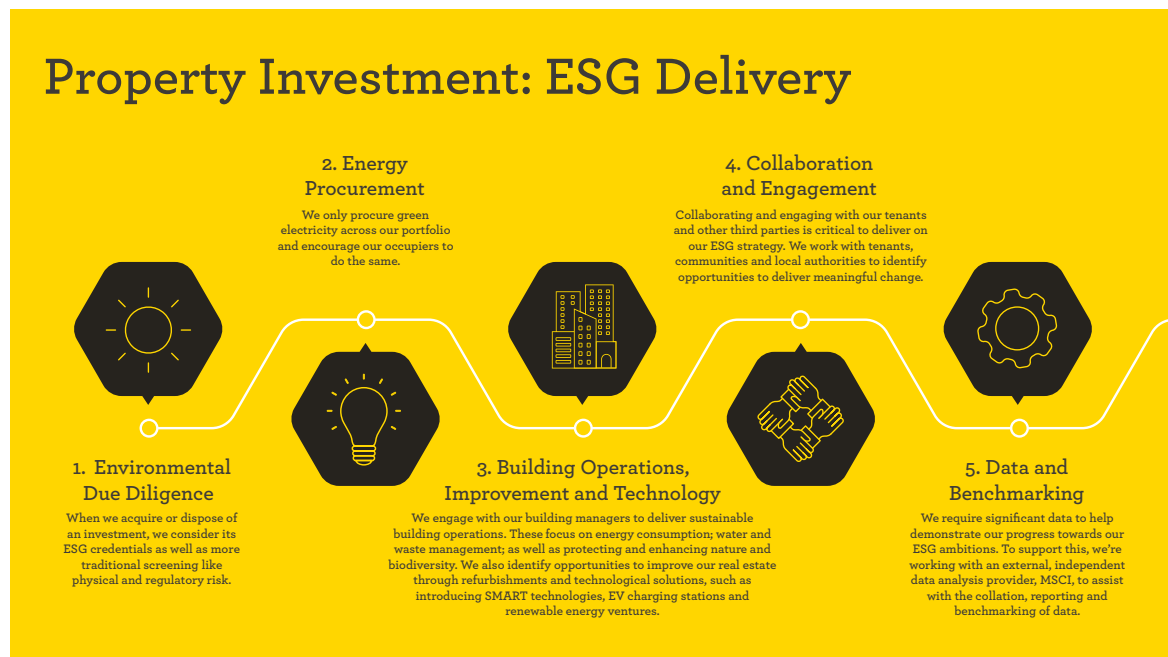 Property Investment: ESG Delivery
1. Environmental
Due Diligence
When we acquire or dispose of
an investment, we consider its
ESG credentials as well as more
traditional screening like
physical and regulatory risk.
2. Energy
Procurement
We only procure green
electricity across our portfolio
and encourage our occupiers to
do the same.
3. Building Operations,
Improvement and Technology
We engage with our building managers to deliver sustainable
building operations. These focus on energy consumption; water and
waste management; as well as protecting and enhancing nature and
biodiversity. We also identify opportunities to improve our real estate
through refurbishments and technological solutions, such as
introducing SMART technologies, EV charging stations and
renewable energy ventures.
4. Collaboration
and Engagement
Collaborating and engaging with our tenants
and other third parties is critical to deliver on
our ESG strategy. We work with tenants,
communities and local authorities to identify
opportunities to deliver meaningful change.
5. Data and
Benchmarking
We require significant data to help
demonstrate our progress towards our
ESG ambitions. To support this, we're
working with an external, independent
data analysis provider, MSCI, to assist
with the collation, reporting and
benchmarking of data.